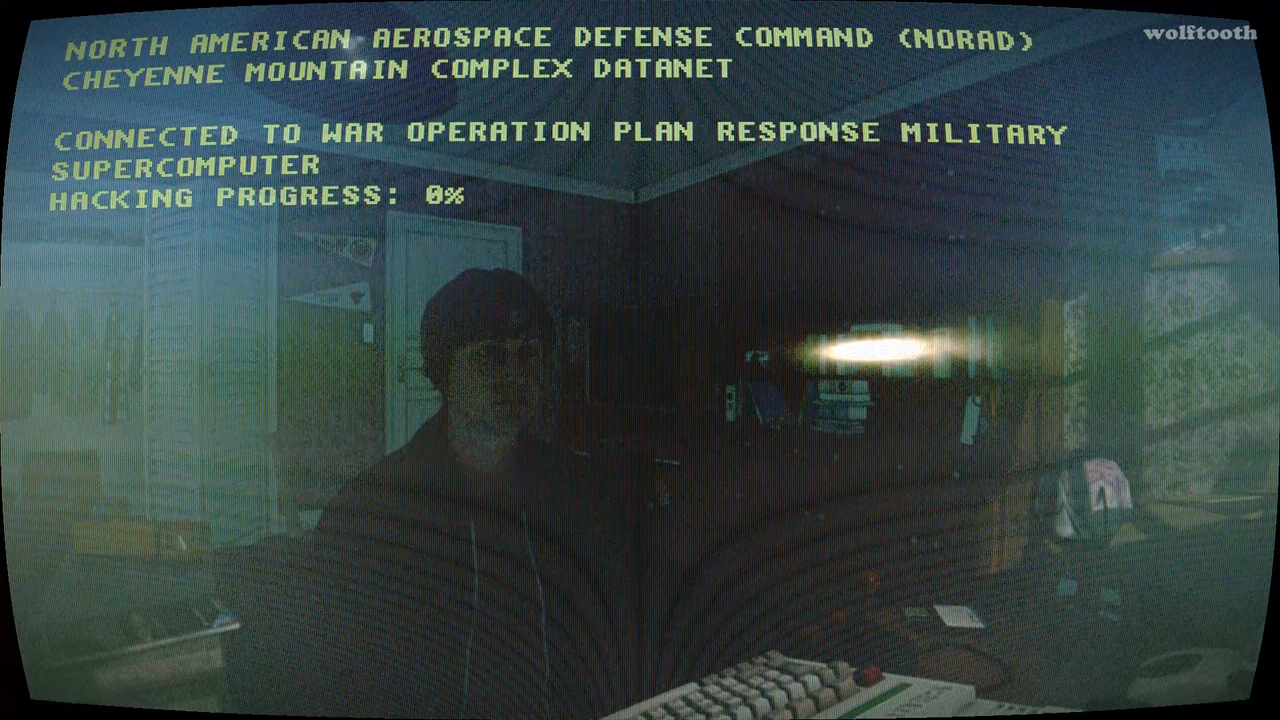 wolftooth
NORTH AMERICAN AEROSPACE DEFENSE COMMAND (NORAD)
CHEYENNE MOUNTAIN COMPLEX DATANET
CONNECTED TO WAR OPERATION PLAN RESPONSE MILITARY
SUPERCOMPUTER
HACKING PROGRESS: 0%